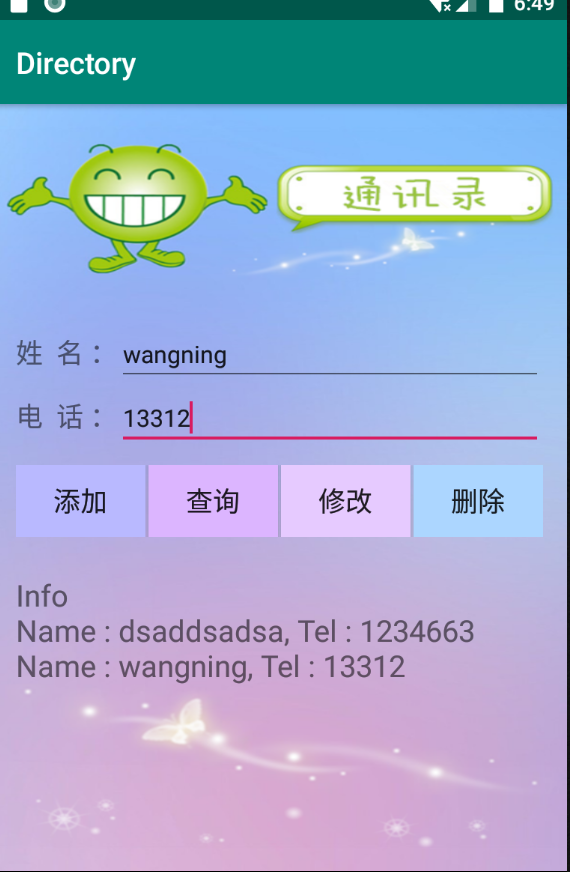 6:49
Directory
通讯录
姓 名：
wangning
电 话：
13312
添加 查询 修改 删除
Info
Name : dsaddsadsa, Tel : 1234663
Name : wangning, Tel : 13312